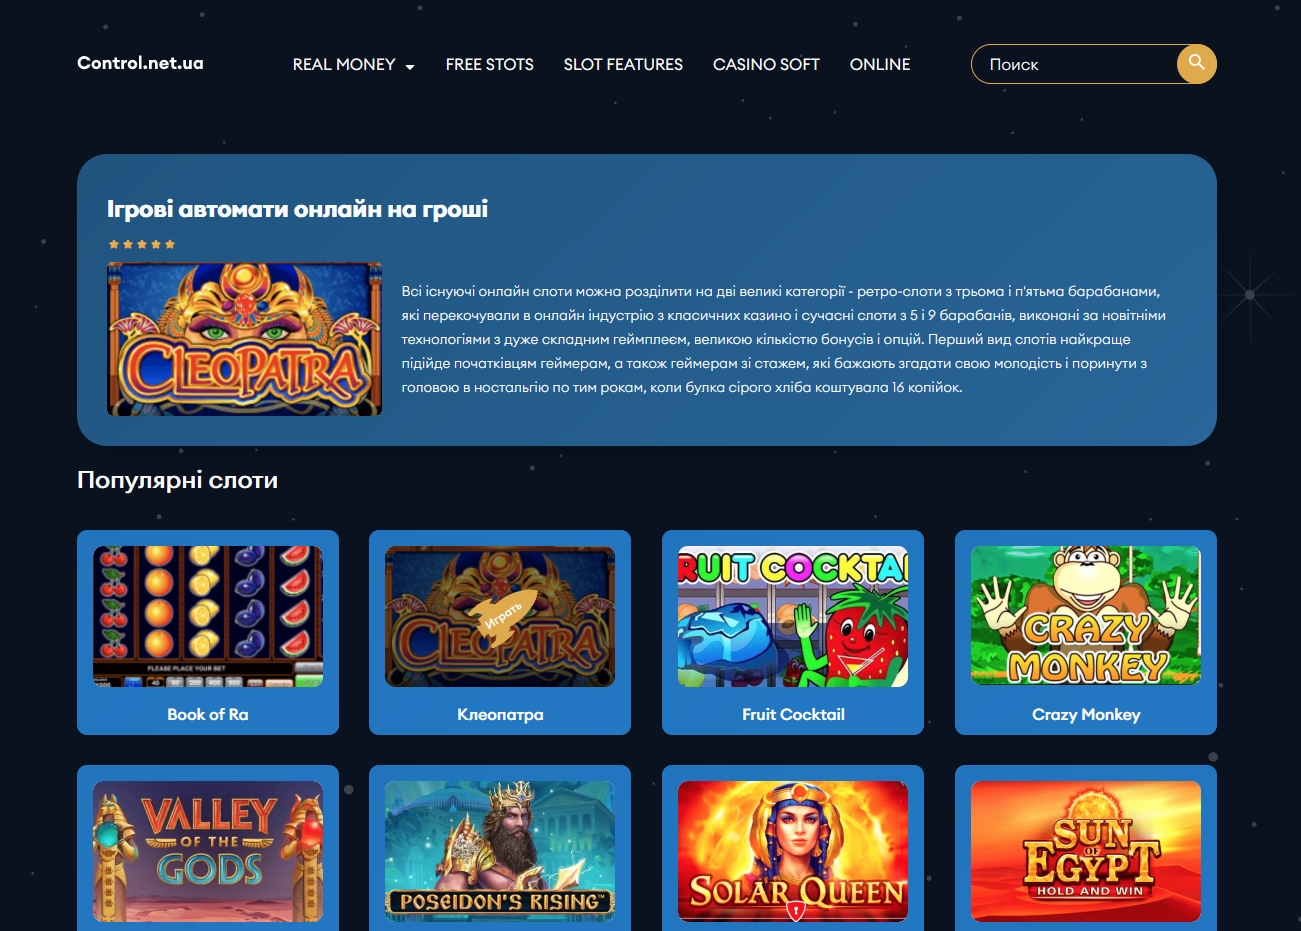 Control.net.ua
REAL MONEY
FREE STOTS
SLOT FEATURES
CASINO SOFT
ONLINE
Поиск
Ігрові автомати онлайн на гроші
CLEOPATRA
Всі існуючі онлайн слоти можна розділити на дві великі категорії - ретро-слоти з трьома і п'ятьма барабанами,
які перекочували в онлайн індустрію з класичних казино і сучасні слоти з 5 і 9 барабанів, виконані за новітніми
технологіями з дуже складним геймплеєм, великою кількістю бонусів і опцій. Перший вид слотів найкраще
підійде початківцям геймерам, а також геймерам зі стажем, які бажають згадати свою молодість і поринути з
головою в ностальгію по тим рокам, коли булка сірого хліба коштувала 16 копійок.
Популярні слоти
PLEASE PLACE YOUR BET
Book of Ra
CLEOPATRA
Играть
Клеопатра
RUIT COCKTAI
Fruit Cocktail
CRAZY
MONKEY
Crazy Monkey
VALLEY
OF THE
GODS
POSEIDON'S RISING™
SOLAR QUEEN
SUN
OF
EGYPT
HOLD AND WIN